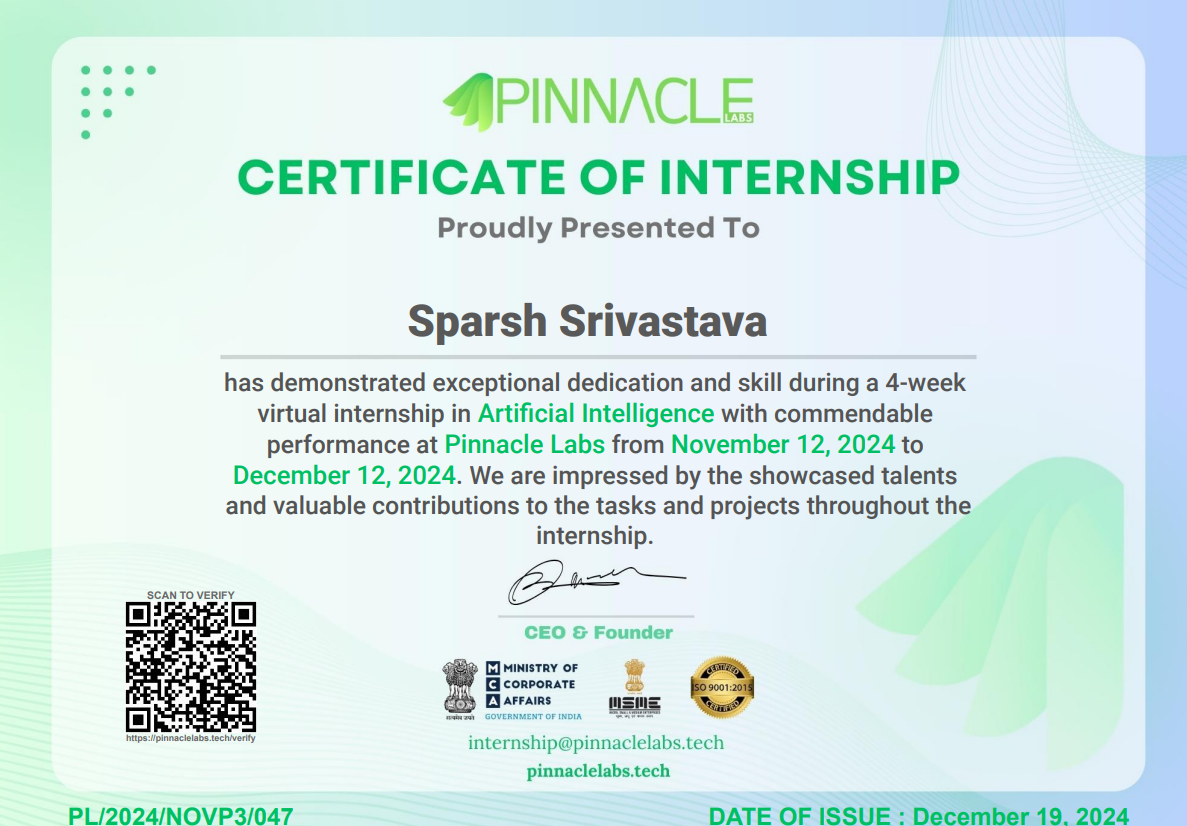 PINNACLE
LABS
CERTIFICATE OF INTERNSHIP
Proudly Presented To
Sparsh Srivastava
has demonstrated exceptional dedication and skill during a 4-week
virtual internship in Artificial Intelligence with commendable
performance at Pinnacle Labs from November 12, 2024 to
December 12, 2024. We are impressed by the showcased talents
and valuable contributions to the tasks and projects throughout the
internship.
CEO & Founder
SCAN TO VERIFY
https://pinnaclelabs.tech/verify
सत्यमेव जयते
MCA
MINISTRY OF
CORPORATE
AFFAIRS
GOVERNMENT OF INDIA
MSME
CERTIFIED
ISO 9001:2015
CERTIFIED
internship@pinnaclelabs.tech
pinnaclelabs.tech
PL/2024/NOVP3/047
DATE OF ISSUE : December 19, 2024